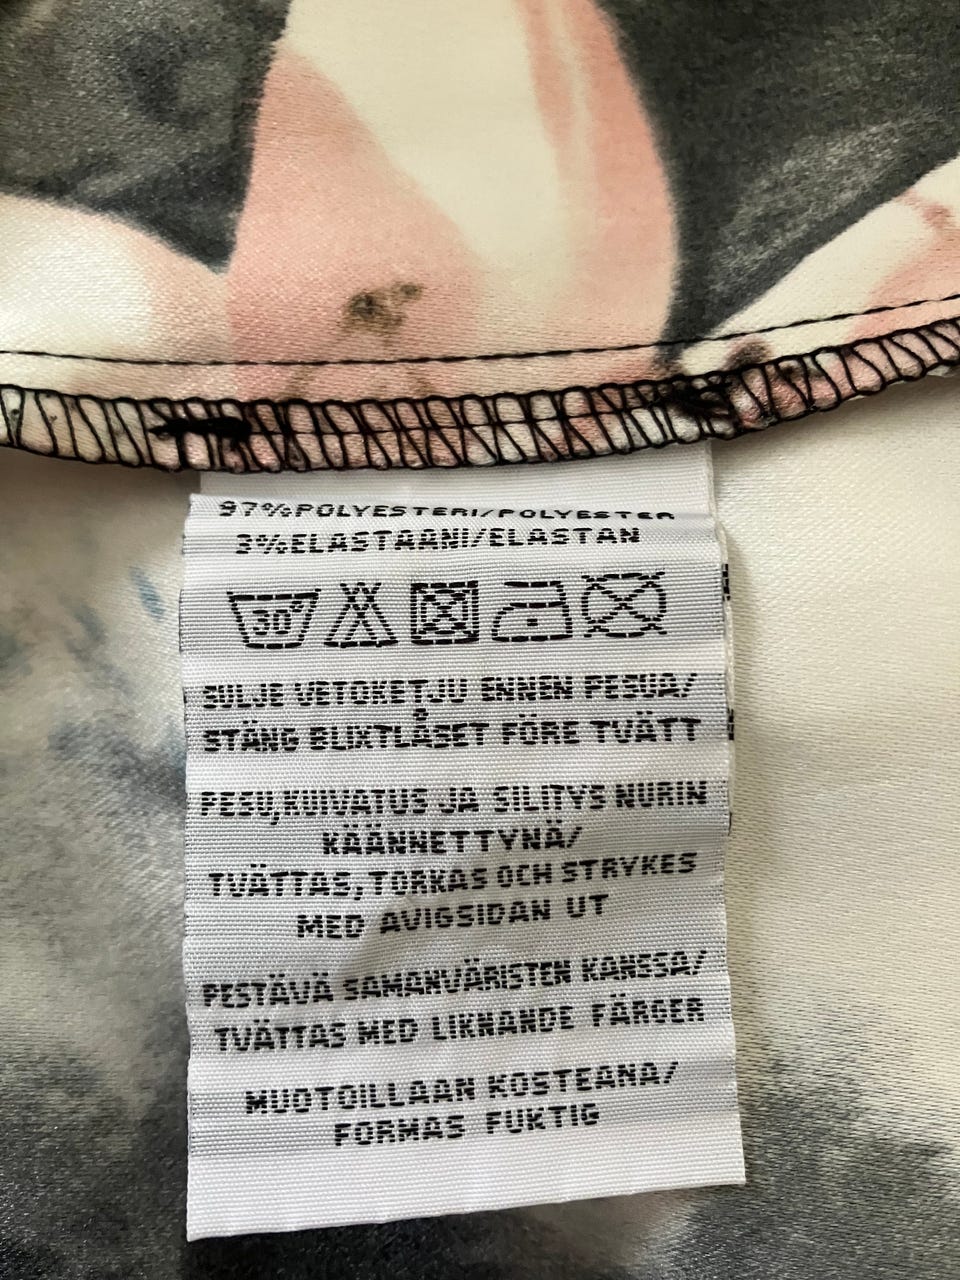 97%POLYESTERI/POLYESTER
3%ELASTAANI/ELASTAN
30°
SULJE VETOKETJU ENNEN PESUA/
STÄNG BLIXTLÅSET FÖRE TVÄTT
PESU,KUIVATUS JA SILITYS NURIN
KÄÄNNETTYNÄ/
TVÄTTAS,TORKAS OCH STRYKES
MED AVIGSIDAN UT
PESTÄVÄ SAMANVÄRISTEN KANSSA/
TVÄTTAS MED LIKNANDE FÄRGER
MUOTOILLAAN KOSTEANA/
FORMAS FUKTIG